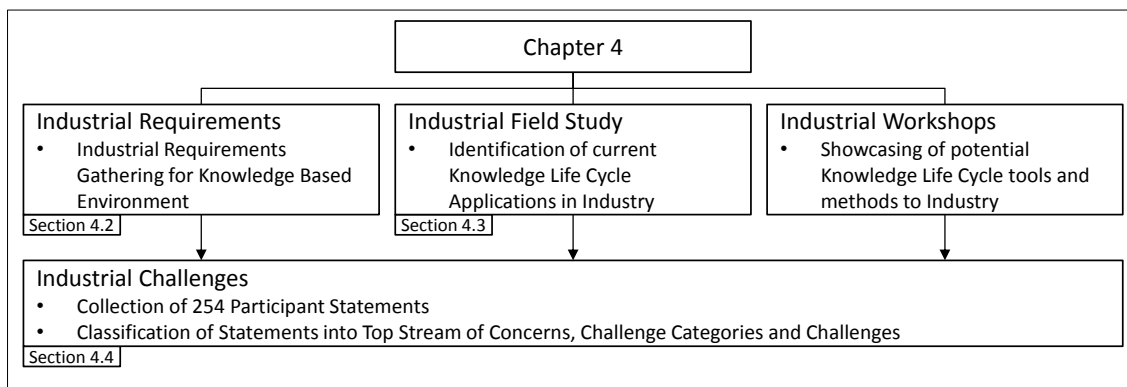 Chapter 4
Industrial Requirements
• Industrial Requirements
Gathering for Knowledge Based
Environment
Section 4.2
Industrial Field Study
• Identification of current
Knowledge Life Cycle
Applications in Industry
Section 4.3
Industrial Workshops
• Showcasing of potential
Knowledge Life Cycle tools and
methods to Industry
Industrial Challenges
• Collection of 254 Participant Statements
• Classification of Statements into Top Stream of Concerns, Challenge Categories and Challenges
Section 4.4